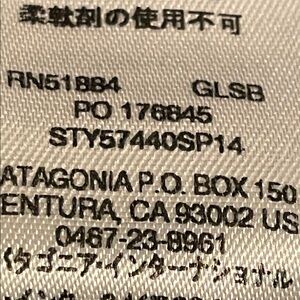 柔軟剤の使用不可
RN51884 GLSB
PO 176845
STY57440SP14
ATAGONIA P.O. BOX 150
ENTURA, CA 93002 US
0467-23-8961
パタゴニア・インターナショナル